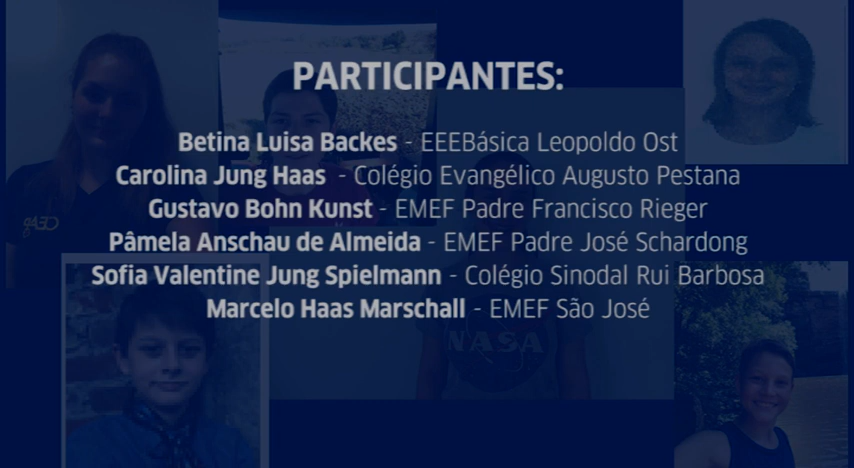 PARTICIPANTES:
Betina Luisa Backes - EEEBásica Leopoldo Ost
Carolina Jung Haas - Colégio Evangélico Augusto Pestana
Gustavo Bohn Kunst - EMEF Padre Francisco Rieger
Pâmela Anschau de Almeida - EMEF Padre José Schardong
Sofia Valentine Jung Spielmann - Colégio Sinodal Rui Barbosa
Marcelo Haas Marschall - EMEF São José
NASA